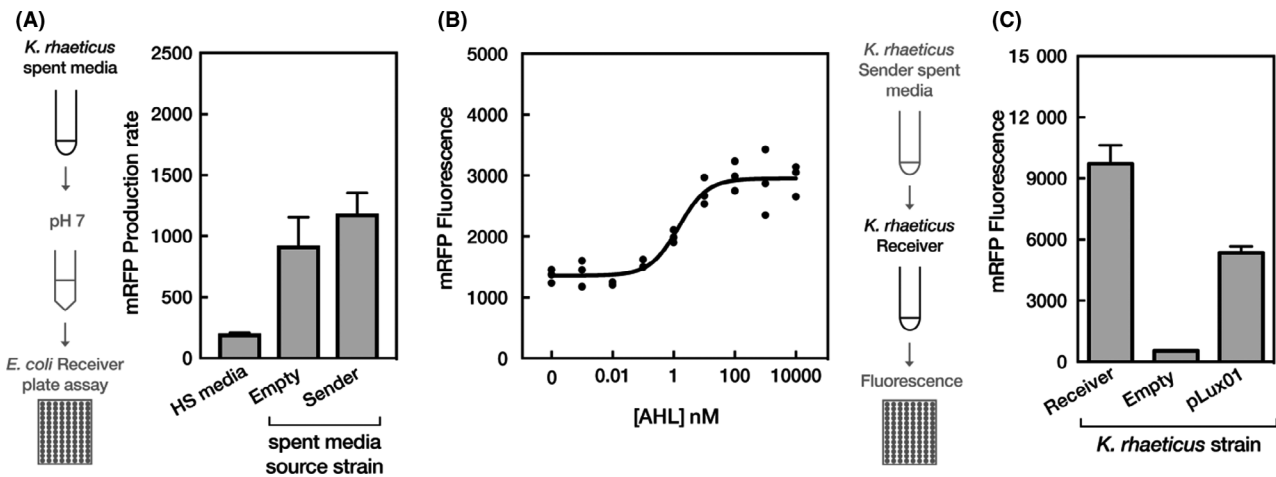 (A)
K. rhaeticus
spent media
pH 7
E. coli Receiver
plate assay
mRFP Production rate
2500
2000
1500
1000
500
0
HS media
Empty
Sender
spent media
source strain
(B)
mRFP Fluorescence
5000
4000
3000
2000
1000
0
0
0.01
1
100
10000
[AHL] nM
K. rhaeticus
Sender spent
media
K. rhaeticus
Receiver
Fluorescence
(C)
mRFP Fluorescence
15 000
12 000
9000
6000
3000
0
Receiver
Empty
pLux01
K. rhaeticus strain